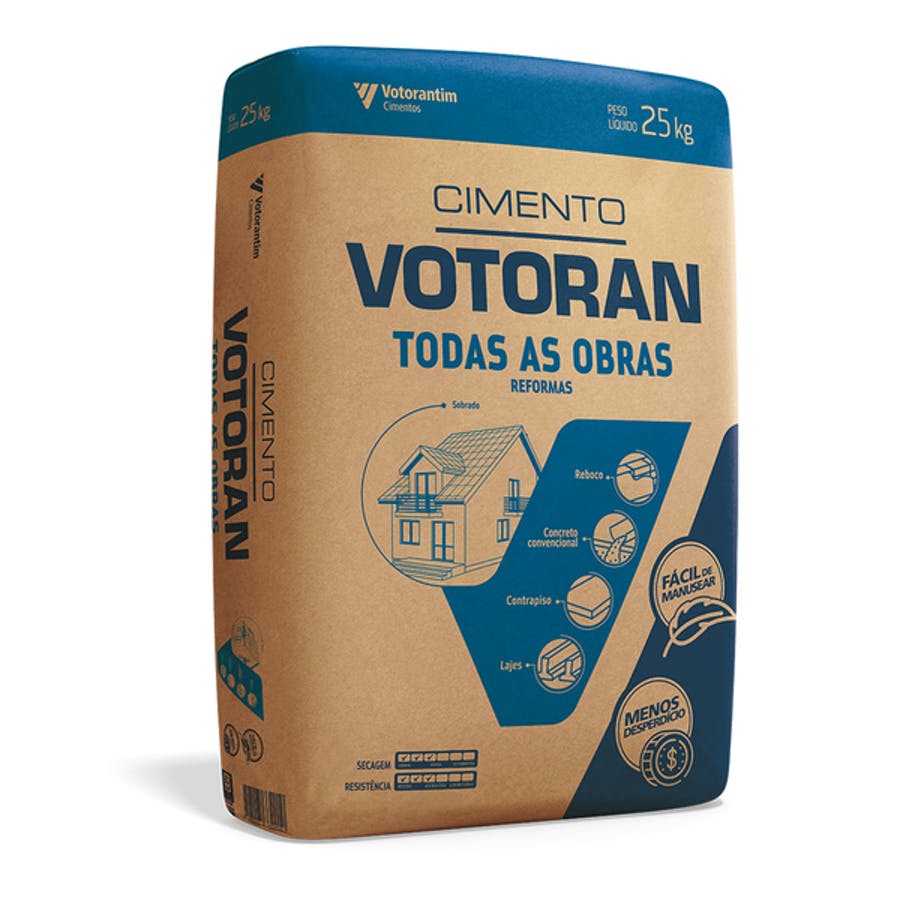 Votorantim
Cimentos
PESO
LÍQUIDO 25 kg
CIMENTO
VOTORAN
TODAS AS OBRAS
REFORMAS
Sobrado
Reboco
Concreto
convencional
Contrapiso
Lajes
FÁCIL DE
MANUSEAR
MENOS
DESPERDÍCIO
$
SECAGEM
RESISTÊNCIA
25 kg
Votorantim
Cimentos
CIMENTO
VOTORAN
TODAS AS OBRAS